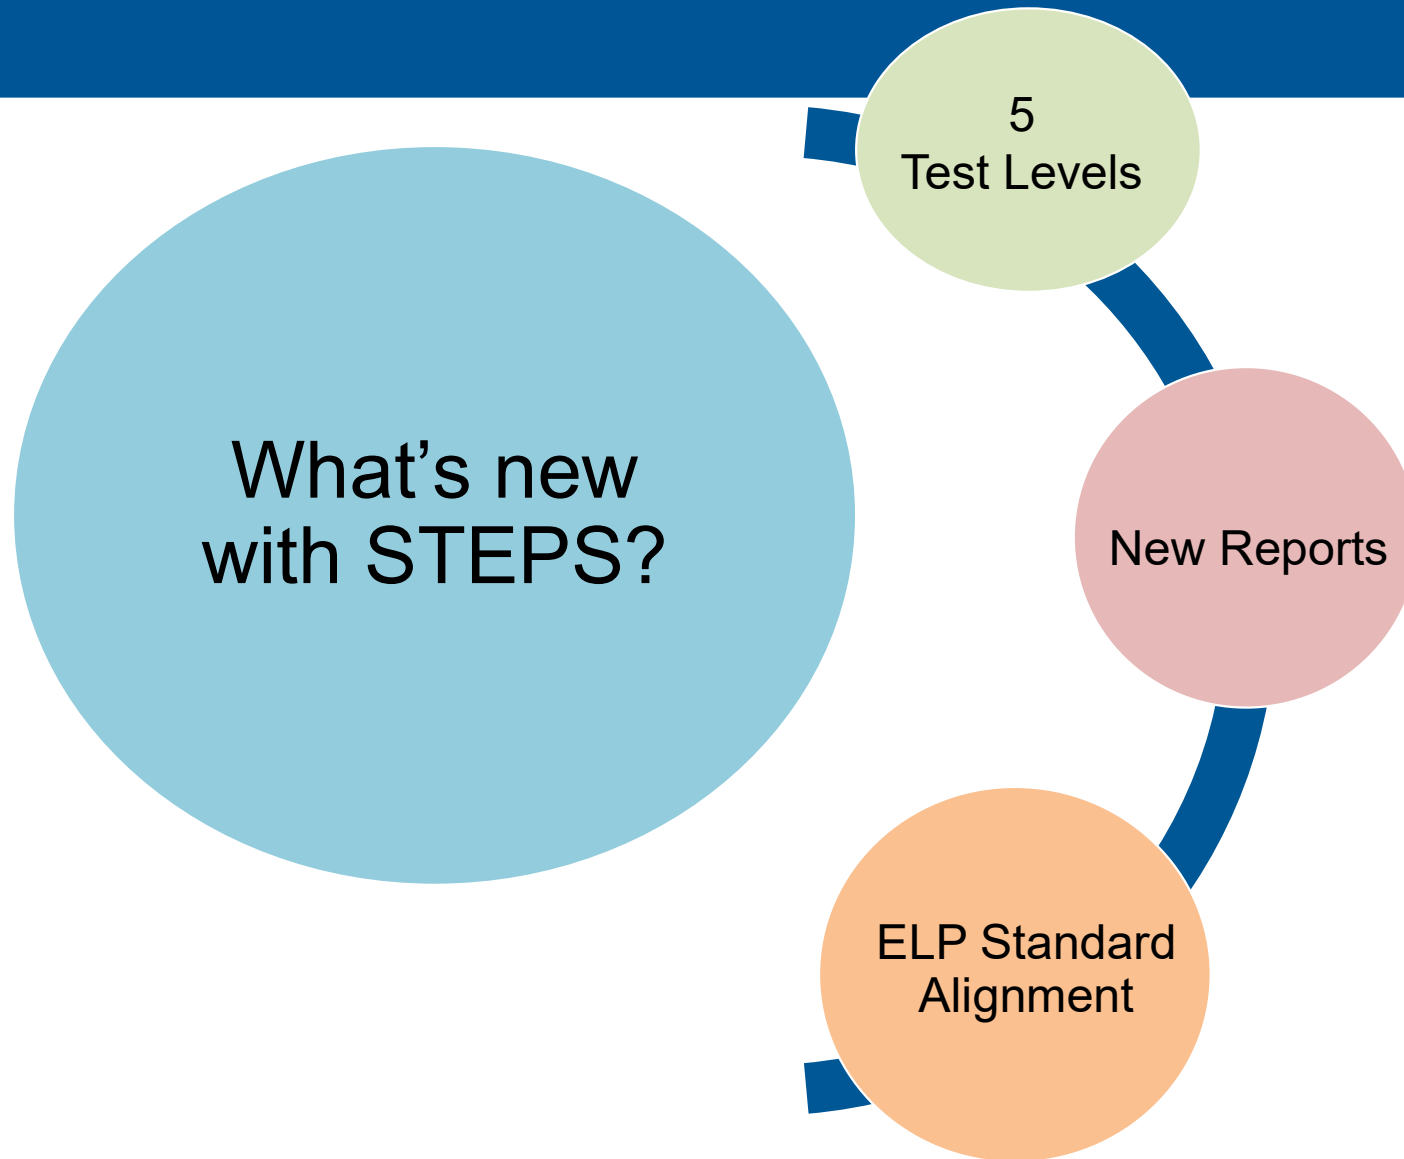 What’s new
with STEPS?
5
Test Levels
New Reports
ELP Standard
Alignment